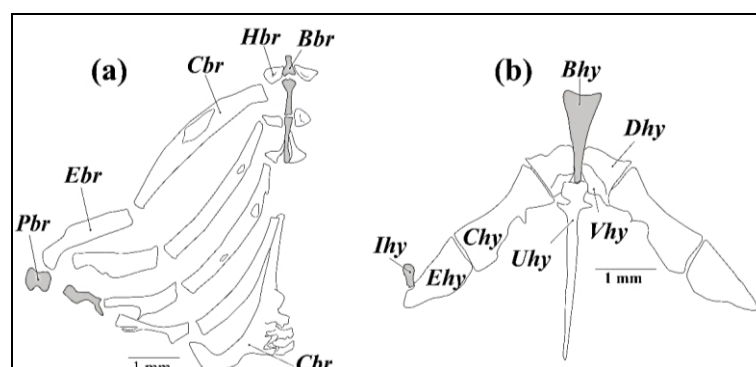 (a)
Hbr
Bbr
Cbr
Ebr
Pbr
1 mm
Cbr
(b)
Bhy
Dhy
Ihy
Chy
Ehy
Uhy
Vhy
1 mm